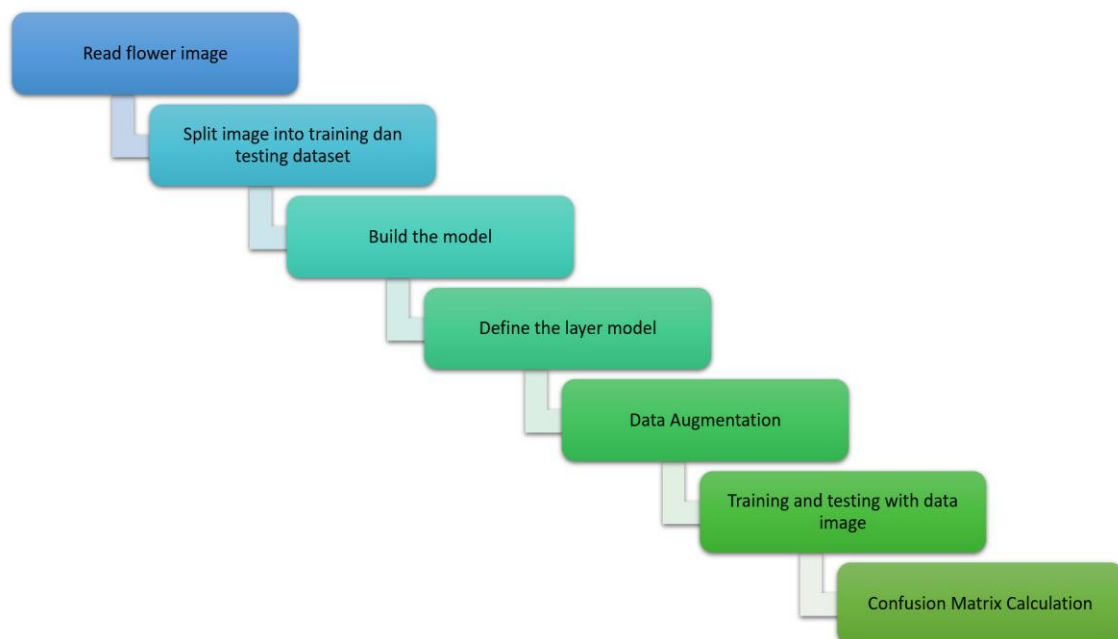 Read flower image
Split image into training dan
testing dataset
Build the model
Define the layer model
Data Augmentation
Training and testing with data
image
Confusion Matrix Calculation